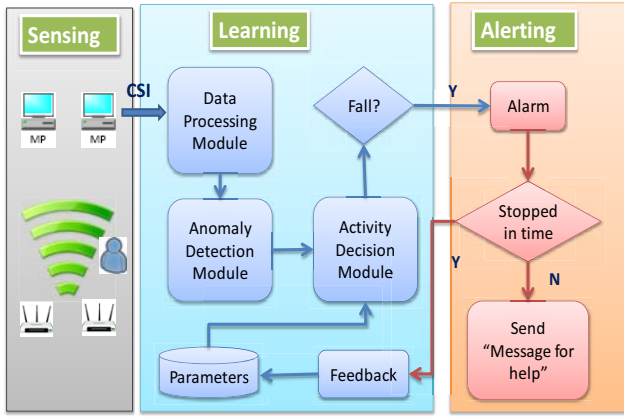 Sensing
MP
MP
CSI
Learning
Data
Processing
Module
Anomaly
Detection
Module
Activity
Decision
Module
Fall?
Y
Parameters
Feedback
Alerting
Alarm
Stopped
in time
Y
N
Send
“Message for
help”